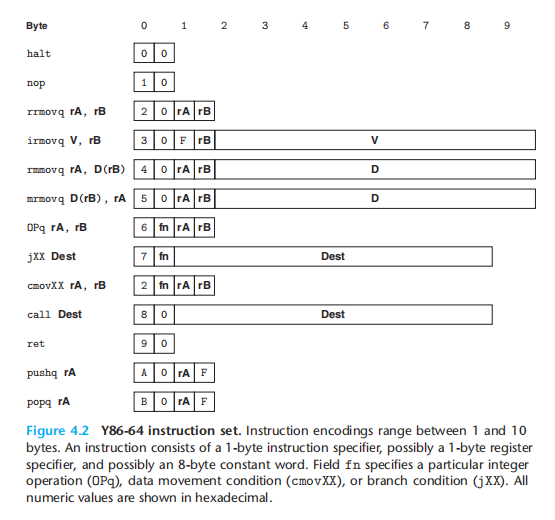 Byte 0 1 2 3 4 5 6 7 8 9
halt 0 0
nop 1 0
rrmovq rA, rB 2 0 rA rB
irmovq V, rB 3 0 F rB V
rmmovq rA, D(rB) 4 0 rA rB D
mrmovq D(rB), rA 5 0 rA rB D
OPq rA, rB 6 fn rA rB
jXX Dest 7 fn Dest
cmovXX rA, rB 2 fn rA rB
call Dest 8 0 Dest
ret 9 0
pushq rA A 0 rA F
popq rA B 0 rA F
Figure 4.2 Y86-64 instruction set. Instruction encodings range between 1 and 10
bytes. An instruction consists of a 1-byte instruction specifier, possibly a 1-byte register
specifier, and possibly an 8-byte constant word. Field fn specifies a particular integer
operation (OPq), data movement condition (cmovXX), or branch condition (jXX). All
numeric values are shown in hexadecimal.